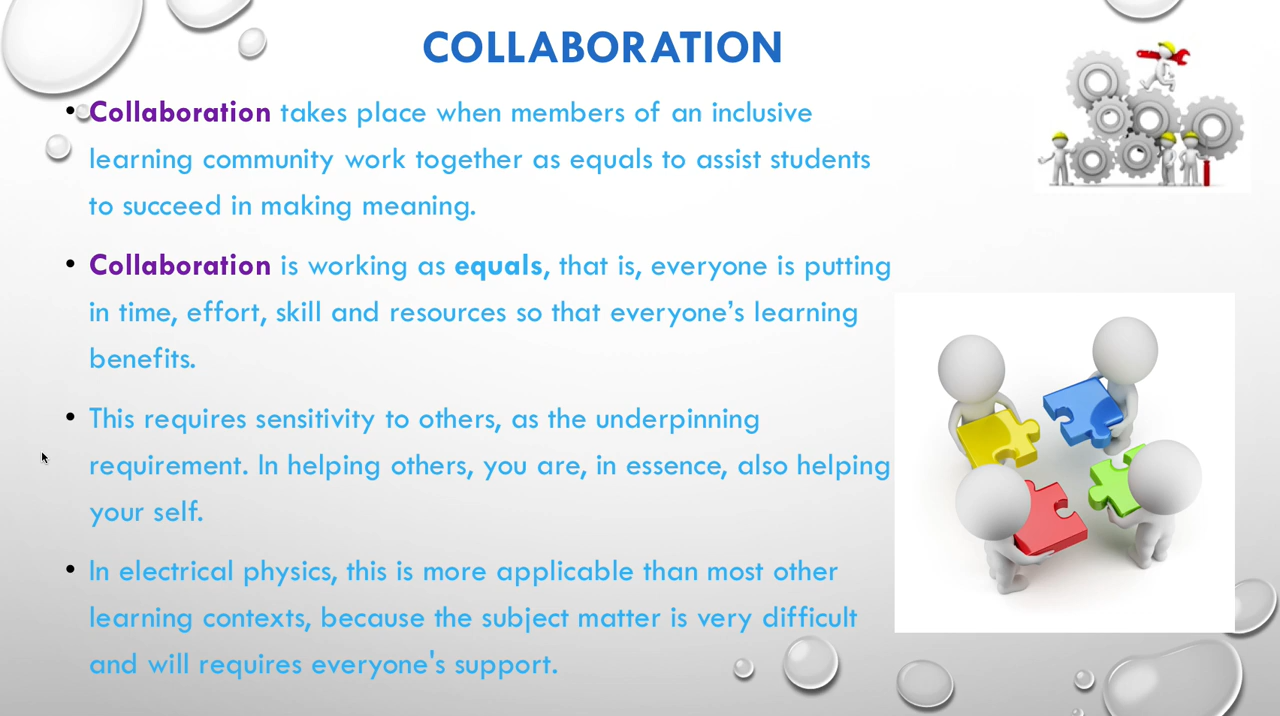 COLLABORATION
• Collaboration takes place when members of an inclusive
learning community work together as equals to assist students
to succeed in making meaning.
• Collaboration is working as equals, that is, everyone is putting
in time, effort, skill and resources so that everyone’s learning
benefits.
• This requires sensitivity to others, as the underpinning
requirement. In helping others, you are, in essence, also helping
your self.
• In electrical physics, this is more applicable than most other
learning contexts, because the subject matter is very difficult
and will requires everyone's support.